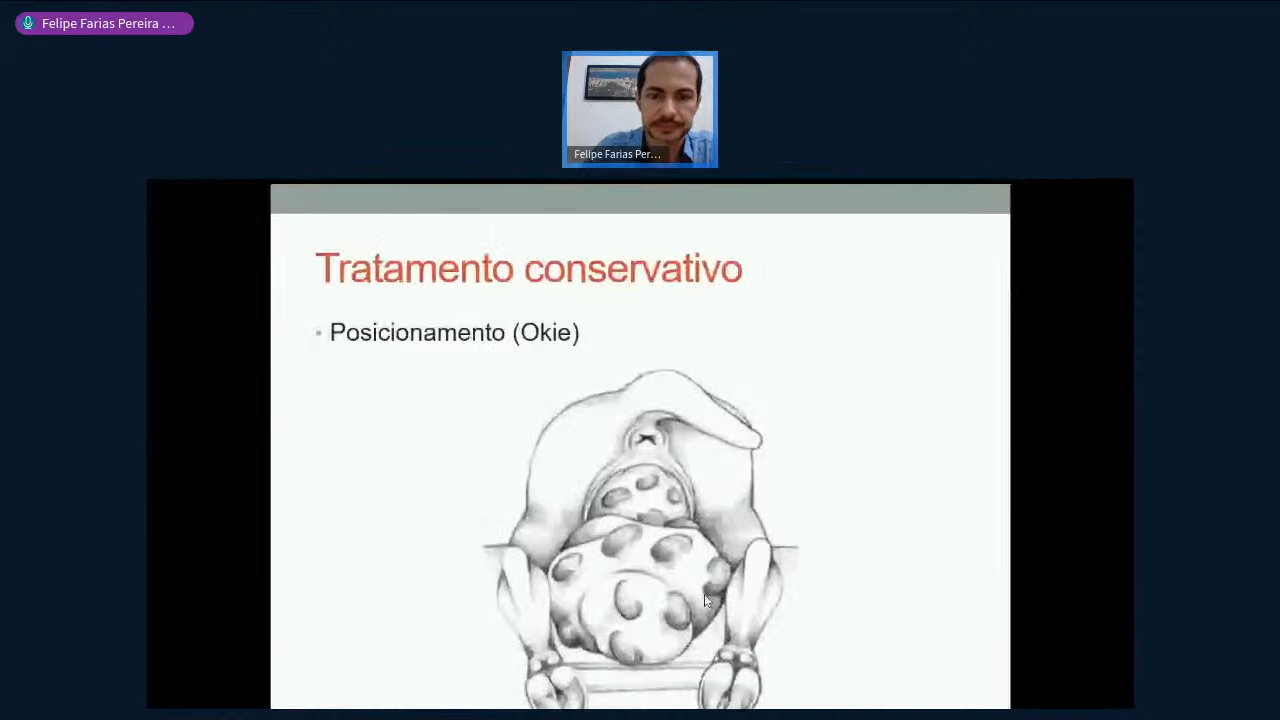 Felipe Farias Pereira ...
Felipe Farias Per...
Tratamento conservativo
• Posicionamento (Okie)